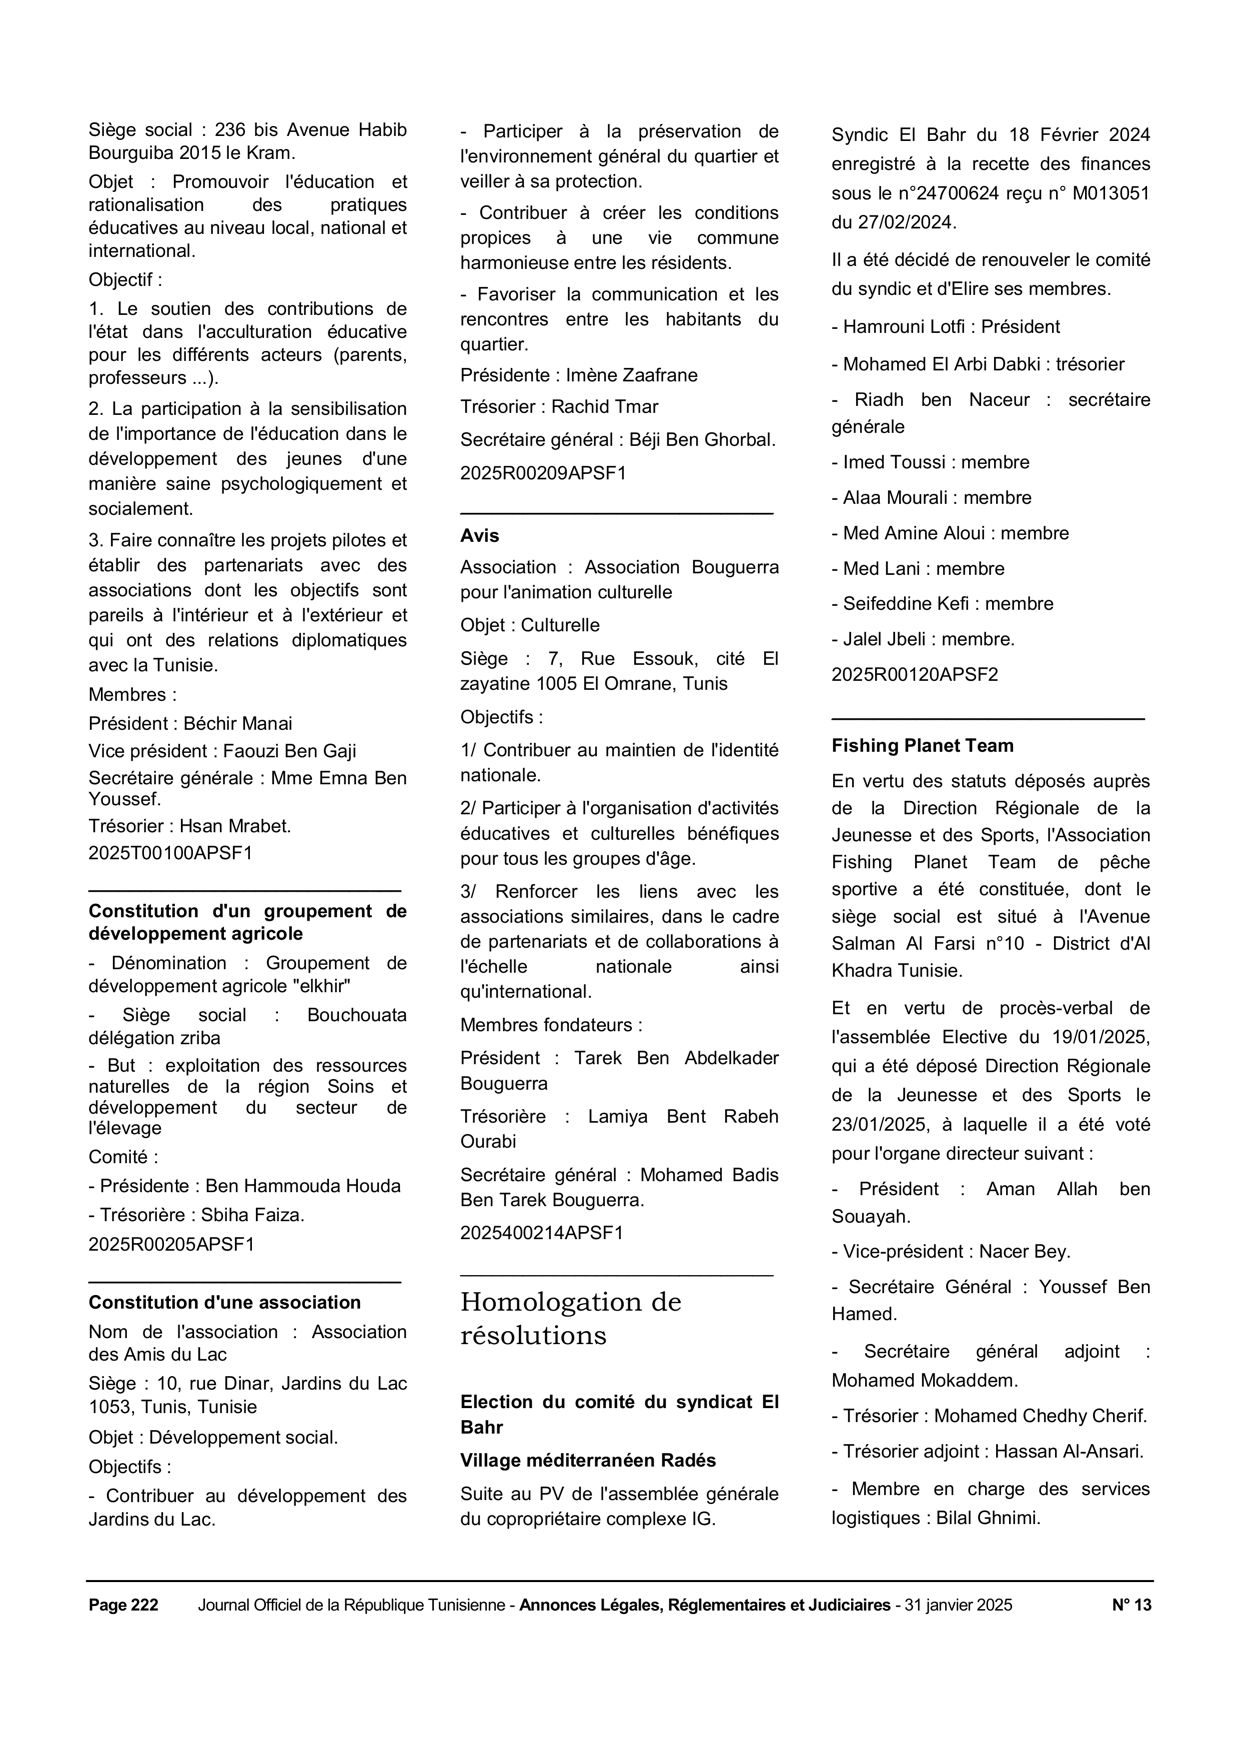 Siège social : 236 bis Avenue Habib
Bourguiba 2015 le Kram.
Objet : Promouvoir l'éducation et
rationalisation des pratiques
éducatives au niveau local, national et
international.
Objectif :
1. Le soutien des contributions de
l'état dans l'acculturation éducative
pour les différents acteurs (parents,
professeurs ...).
2. La participation à la sensibilisation
de l'importance de l'éducation dans le
développement des jeunes d'une
manière saine psychologiquement et
socialement.
3. Faire connaître les projets pilotes et
établir des partenariats avec des
associations dont les objectifs sont
pareils à l'intérieur et à l'extérieur et
qui ont des relations diplomatiques
avec la Tunisie.
Membres :
Président : Béchir Manai
Vice président : Faouzi Ben Gaji
Secrétaire générale : Mme Emna Ben
Youssef.
Trésorier : Hsan Mrabet.
2025T00100APSF1
Constitution d'un groupement de
développement agricole
- Dénomination : Groupement de
développement agricole "elkhir"
- Siège social : Bouchouata
délégation zriba
- But : exploitation des ressources
naturelles de la région Soins et
développement du secteur de
l'élevage
Comité :
- Présidente : Ben Hammouda Houda
- Trésorière : Sbiha Faiza.
2025R00205APSF1
Constitution d'une association
Nom de l'association : Association
des Amis du Lac
Siège : 10, rue Dinar, Jardins du Lac
1053, Tunis, Tunisie
Objet : Développement social.
Objectifs :
- Contribuer au développement des
Jardins du Lac.
- Participer à la préservation de
l'environnement général du quartier et
veiller à sa protection.
- Contribuer à créer les conditions
propices à une vie commune
harmonieuse entre les résidents.
- Favoriser la communication et les
rencontres entre les habitants du
quartier.
Présidente : Imène Zaafrane
Trésorier : Rachid Tmar
Secrétaire général : Béji Ben Ghorbal.
2025R00209APSF1
Avis
Association : Association Bouguerra
pour l'animation culturelle
Objet : Culturelle
Siège : 7, Rue Essouk, cité El
zayatine 1005 El Omrane, Tunis
Objectifs :
1/ Contribuer au maintien de l'identité
nationale.
2/ Participer à l'organisation d'activités
éducatives et culturelles bénéfiques
pour tous les groupes d'âge.
3/ Renforcer les liens avec les
associations similaires, dans le cadre
de partenariats et de collaborations à
l'échelle nationale ainsi
qu'international.
Membres fondateurs :
Président : Tarek Ben Abdelkader
Bouguerra
Trésorière : Lamiya Bent Rabeh
Ourabi
Secrétaire général : Mohamed Badis
Ben Tarek Bouguerra.
2025400214APSF1
Homologation de
résolutions
Election du comité du syndicat El
Bahr
Village méditerranéen Radés
Suite au PV de l'assemblée générale
du copropriétaire complexe IG.
Syndic El Bahr du 18 Février 2024
enregistré à la recette des finances
sous le n°24700624 reçu n° M013051
du 27/02/2024.
Il a été décidé de renouveler le comité
du syndic et d'Elire ses membres.
- Hamrouni Lotfi : Président
- Mohamed El Arbi Dabki : trésorier
- Riadh ben Naceur : secrétaire
générale
- Imed Toussi : membre
- Alaa Mourali : membre
- Med Amine Aloui : membre
- Med Lani : membre
- Seifeddine Kefi : membre
- Jalel Jbeli : membre.
2025R00120APSF2
Fishing Planet Team
En vertu des statuts déposés auprès
de la Direction Régionale de la
Jeunesse et des Sports, l'Association
Fishing Planet Team de pêche
sportive a été constituée, dont le
siège social est situé à l'Avenue
Salman Al Farsi n°10 - District d'Al
Khadra Tunisie.
Et en vertu de procès-verbal de
l'assemblée Elective du 19/01/2025,
qui a été déposé Direction Régionale
de la Jeunesse et des Sports le
23/01/2025, à laquelle il a été voté
pour l'organe directeur suivant :
- Président : Aman Allah ben
Souayah.
- Vice-président : Nacer Bey.
- Secrétaire Général : Youssef Ben
Hamed.
- Secrétaire général adjoint :
Mohamed Mokaddem.
- Trésorier : Mohamed Chedhy Cherif.
- Trésorier adjoint : Hassan Al-Ansari.
- Membre en charge des services
logistiques : Bilal Ghnimi.
Page 222 Journal Officiel de la République Tunisienne - Annonces Légales, Réglementaires et Judiciaires - 31 janvier 2025 N° 13